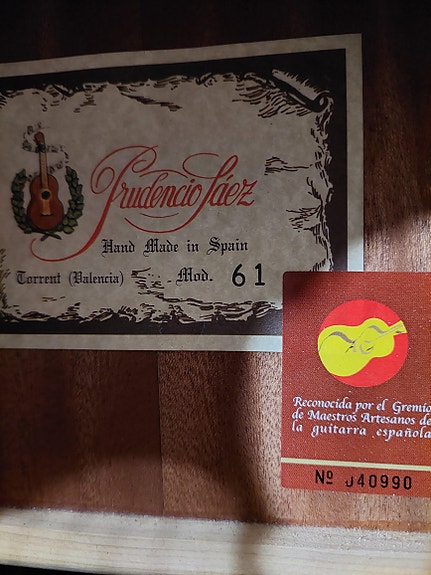 Prudencio Sáez
Hand Made in Spain
Torrent (Valencia) Mod. 61
Reconocida por el Gremio
de Maestros Artesanos de
la guitarra española
Nº 040990